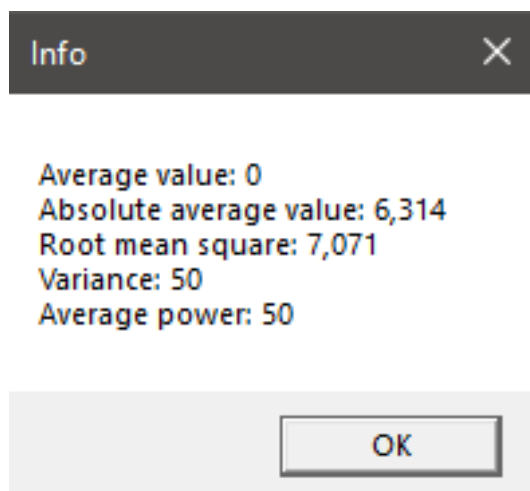 Info
Average value: 0
Absolute average value: 6,314
Root mean square: 7,071
Variance: 50
Average power: 50
OK